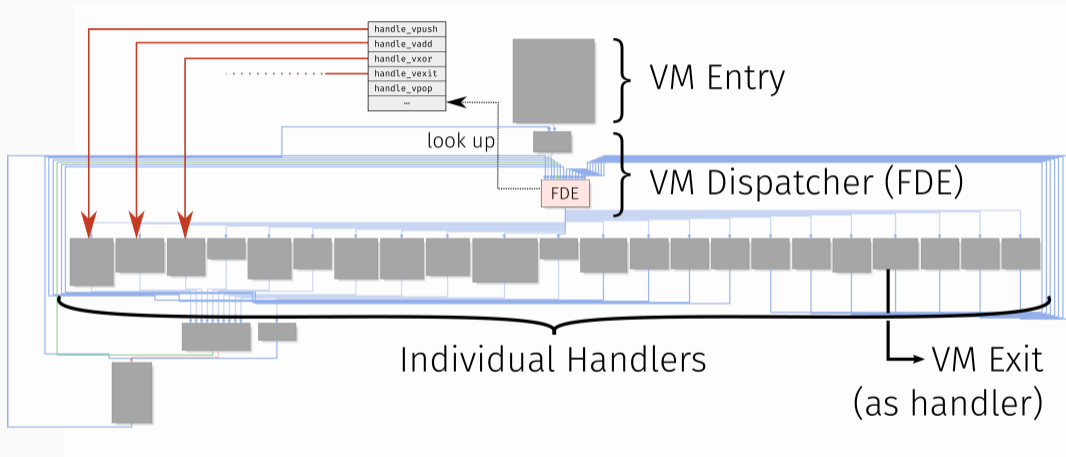 handle_vpush
handle_vadd
handle_vxor
handle_vexit
handle_vpop
…
VM Entry
look up
FDE
VM Dispatcher (FDE)
Individual Handlers
VM Exit
(as handler)